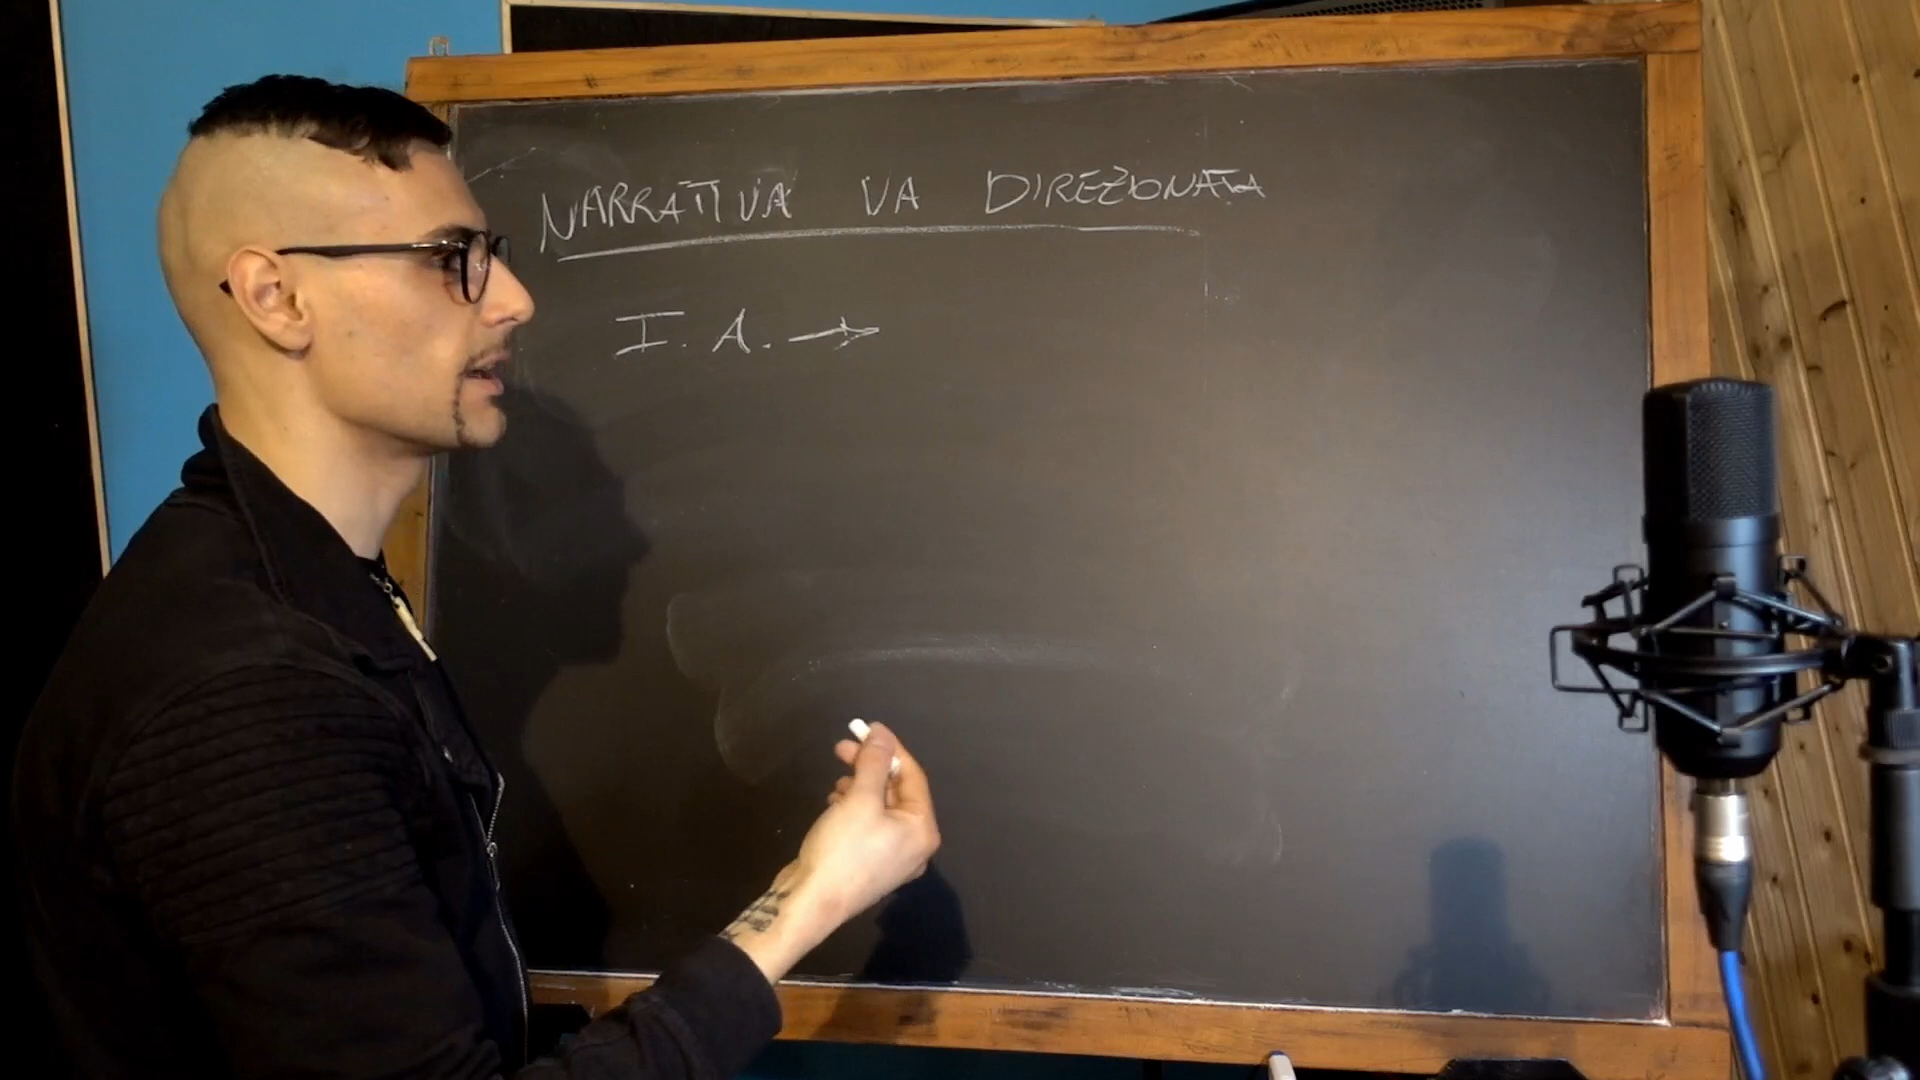 NARRATIVA VA DIREZIONATA
I. A. →